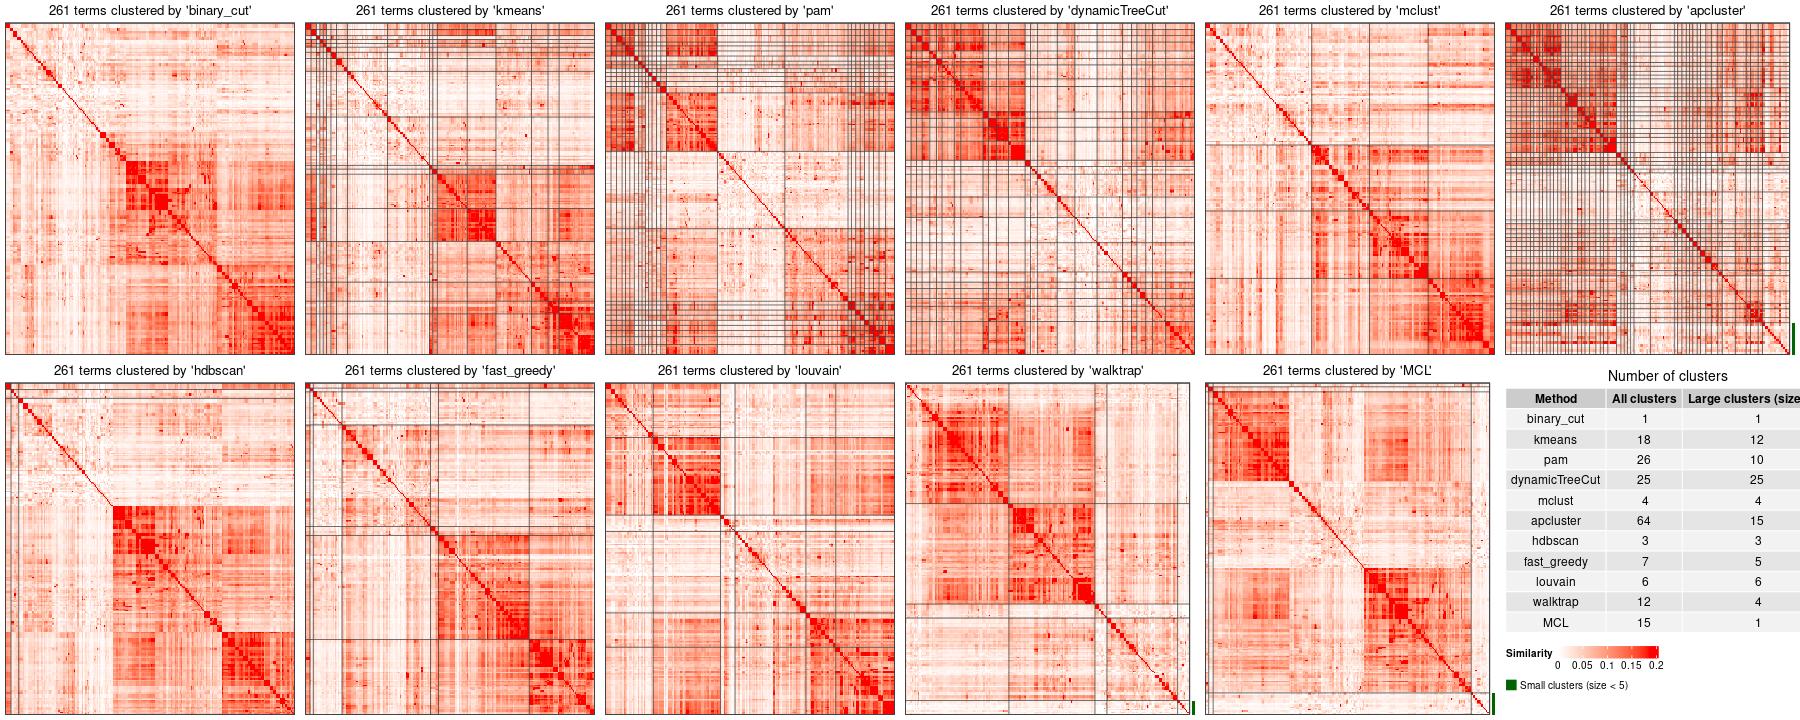 261 terms clustered by 'binary_cut'
261 terms clustered by 'kmeans'
261 terms clustered by 'pam'
261 terms clustered by 'dynamicTreeCut'
261 terms clustered by 'mclust'
261 terms clustered by 'apcluster'
261 terms clustered by 'hdbscan'
261 terms clustered by 'fast_greedy'
261 terms clustered by 'louvain'
261 terms clustered by 'walktrap'
261 terms clustered by 'MCL'
Number of clusters
Method All clusters Large clusters (size
binary_cut 1 1
kmeans 18 12
pam 26 10
dynamicTreeCut 25 25
mclust 4 4
apcluster 64 15
hdbscan 3 3
fast_greedy 7 5
louvain 6 6
walktrap 12 4
MCL 15 1
Similarity
0 0.05 0.1 0.15 0.2
Small clusters (size < 5)